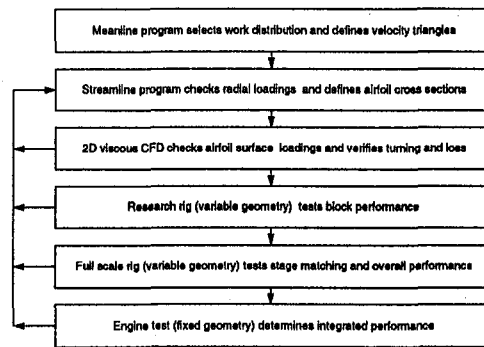 Meanline program selects work distribution and defines velocity triangles
Streamline program checks radial loadings and defines airfoil cross sections
2D viscous CFD checks airfoil surface loadings and verifies turning and loss
Research rig (variable geometry) tests block performance
Full scale rig (variable geometry) tests stage matching and overall performance
Engine test (fixed geometry) determines integrated performance